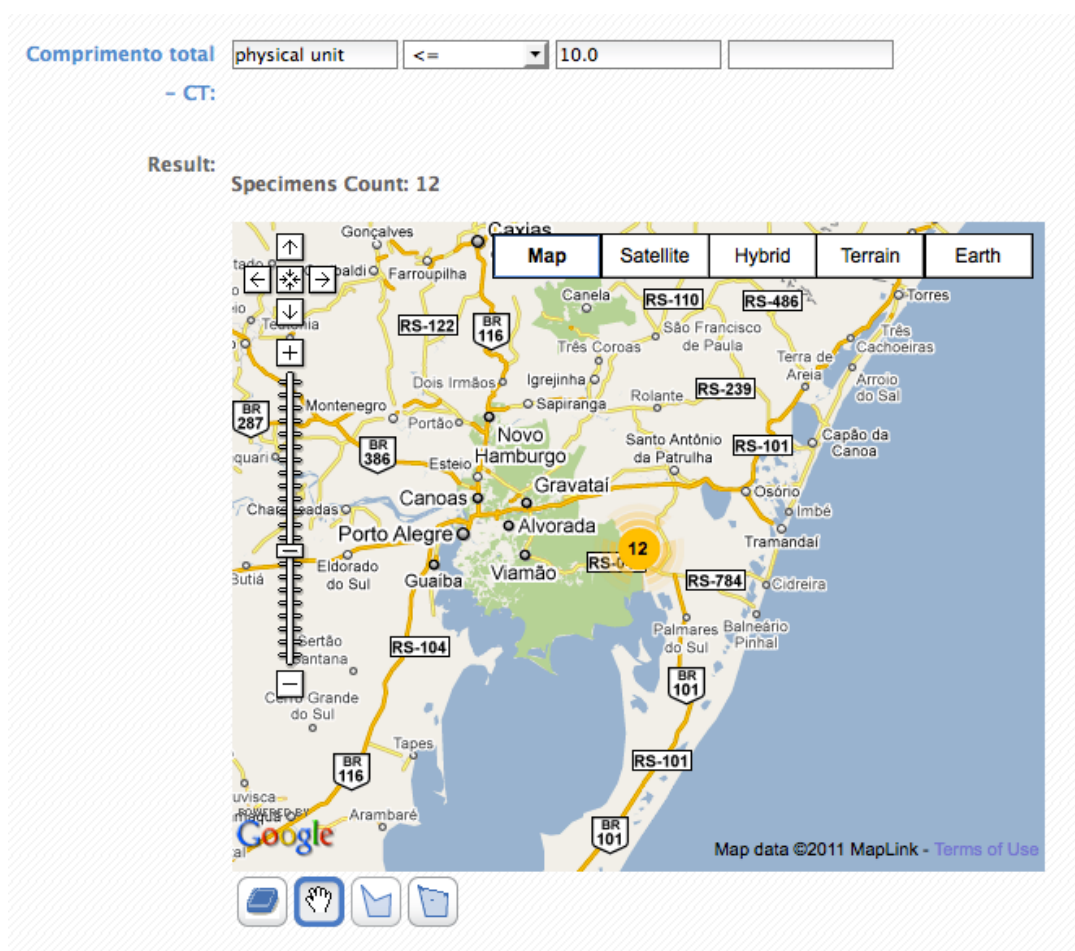 Comprimento total
– CT:
physical unit
<=
10.0
Result:
Specimens Count: 12
Gonçalves
Caxias
Map
Satellite
Hybrid
Terrain
Earth
Farroupilha
Canela
RS-110
RS-486
Torres
RS-122
BR
116
São Francisco
de Paula
Três
Cachoeiras
Três Coroas
Terra de
Areia
Dois Irmãos
Igrejinha
Arroio
do Sal
RS-239
Rolante
Sapiranga
BR
287
Montenegro
Portão
Novo
Hamburgo
Santo Antônio
da Patrulha
RS-101
Capão da
Canoa
BR
386
Esteio
Gravataí
Canoas
Osório
Imbé
Porto Alegre
Alvorada
Tramandaí
12
Eldorado
do Sul
Guaíba
Viamão
RS-784
Cidreira
Butiá
Palmares
do Sul
Balneário
Pinhal
RS-104
Sertão
Santana
BR
101
Cerro Grande
do Sul
Tapes
BR
116
RS-101
Arambaré
POWERED BY
Google
BR
101
Map data ©2011 MapLink - Terms of Use